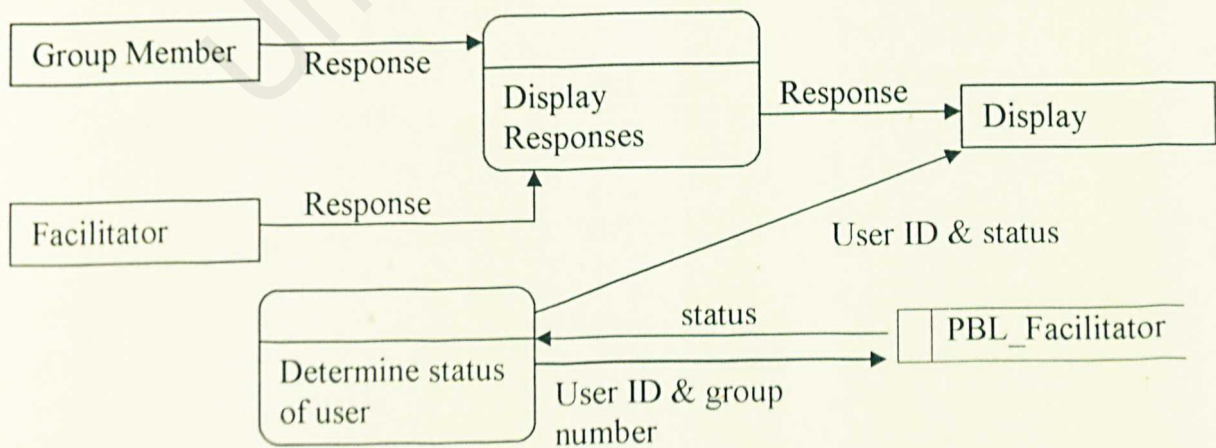 Group Member
Response
Display
Responses
Response
Display
Facilitator
Response
User ID & status
Determine status
of user
status
User ID & group
number
PBL_Facilitator